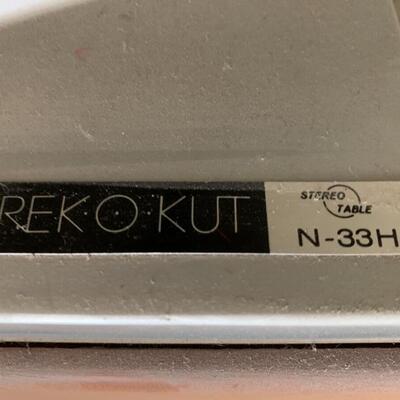 REK·O·KUT
STEREO
TABLE
N-33H